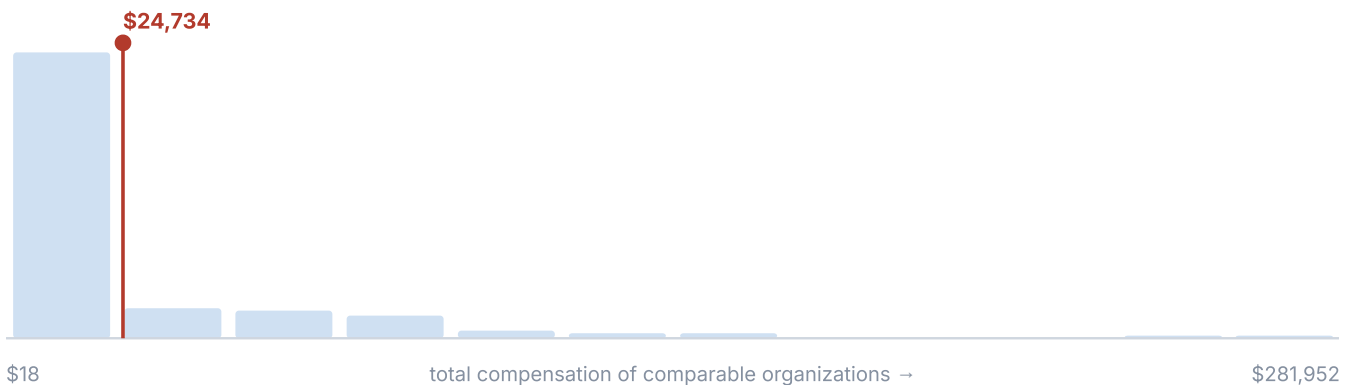 $24,734
$18 total compensation of comparable organizations → $281,952